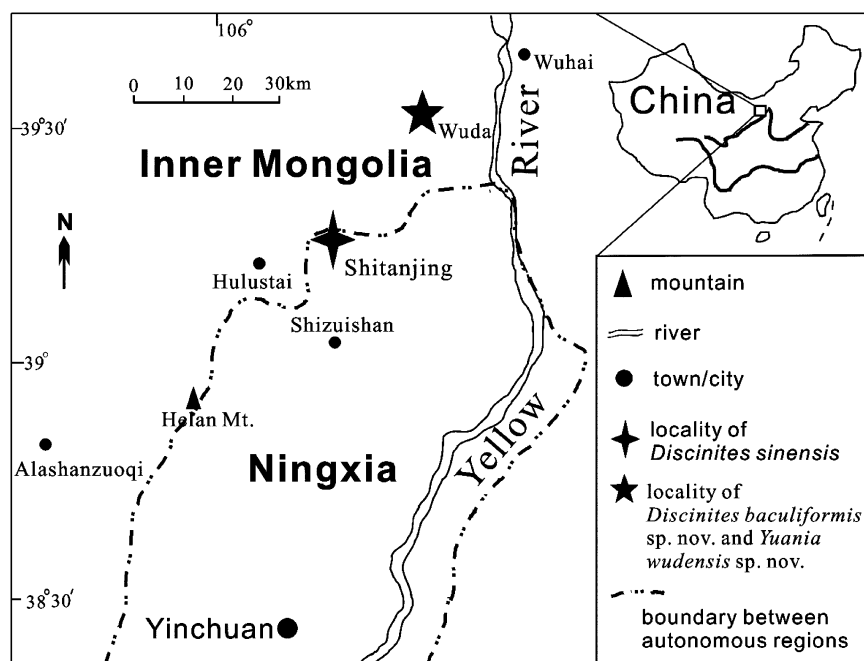 106°
0 10 20 30km
Wuhai
39°30′
Wuda
River
China
Inner Mongolia
N
Shitanjing
Hulustai
Shizuishan
39°
Helan Mt.
Alashanzuoqi
Ningxia
Yellow
38°30′
Yinchuan
mountain
river
town/city
locality of
Discinites sinensis
locality of
Discinites baculiformis
sp. nov. and Yuania
wudensis sp. nov.
boundary between
autonomous regions